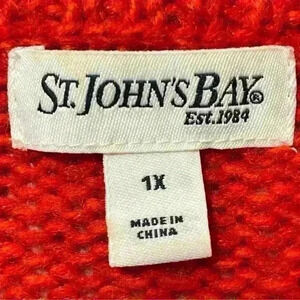 ST. JOHN'S BAY®
Est. 1984
1X
MADE IN
CHINA